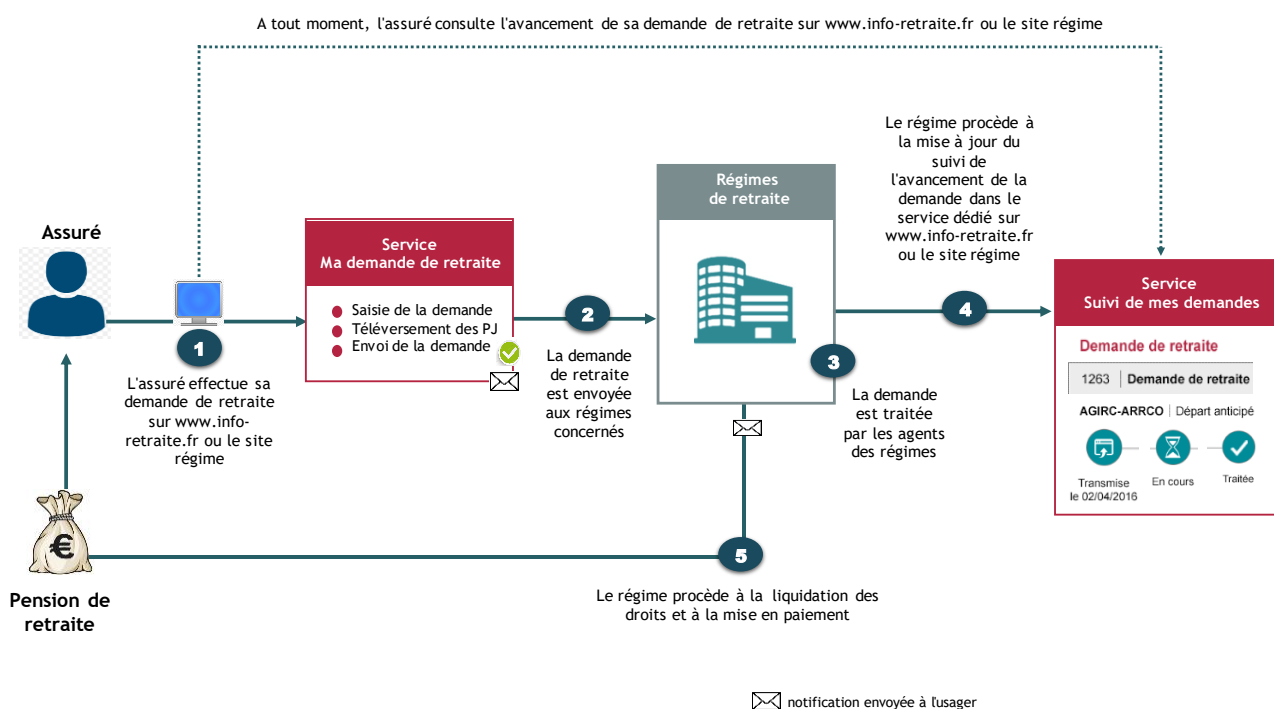 A tout moment, l'assuré consulte l'avancement de sa demande de retraite sur www.info-retraite.fr ou le site régime
Assuré
1
L'assuré effectue sa
demande de retraite
sur www.info-
retraite.fr ou le site
régime
Service
Ma demande de retraite
Saisie de la demande
Téléversement des PJ
Envoi de la demande
2
La demande
de retraite
est envoyée
aux régimes
concernés
Régimes
de retraite
3
La demande
est traitée
par les agents
des régimes
Le régime procède à
la mise à jour du
suivi de
l'avancement de la
demande dans le
service dédié sur
www.info-retraite.fr
ou le site régime
4
Service
Suivi de mes demandes
Demande de retraite
1263 | Demande de retraite
AGIRC-ARRCO | Départ anticipé
Transmise
le 02/04/2016
En cours
Traitée
5
Le régime procède à la liquidation des
droits et à la mise en paiement
€
Pension de
retraite
notification envoyée à l'usager